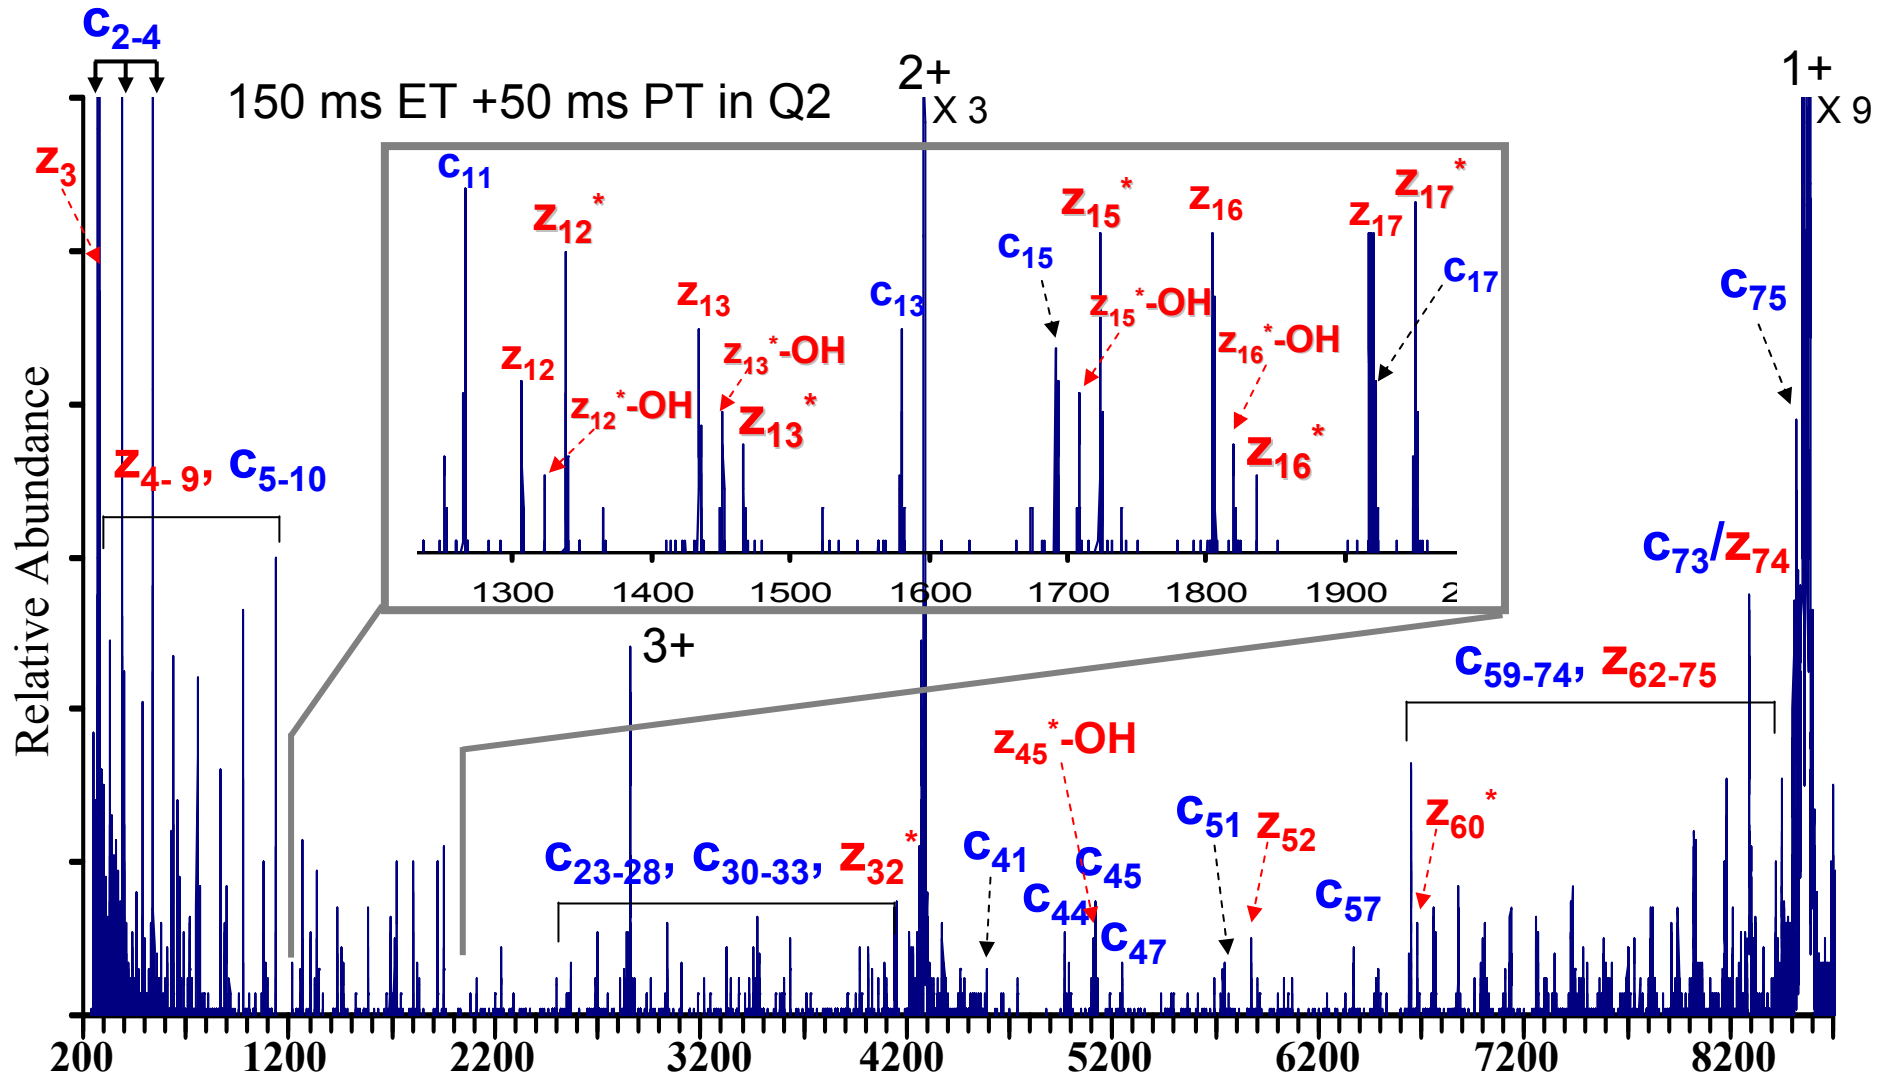 c2-4
150 ms ET +50 ms PT in Q2
2+
X 3
1+
X 9
z3
c11
z12*
z12
z12*-OH
z13
z13*-OH
z13*
c13
c15
z15*
z15*-OH
z16
z16*-OH
z16*
z17
z17*
c17
1300 1400 1500 1600 1700 1800 1900 2
c75
z4- 9, c5-10
c73/z74
3+
c59-74, z62-75
z45*-OH
c23-28, c30-33, z32*
c41
c44
c45
c47
c51
z52
c57
z60*
Relative Abundance
200 1200 2200 3200 4200 5200 6200 7200 8200